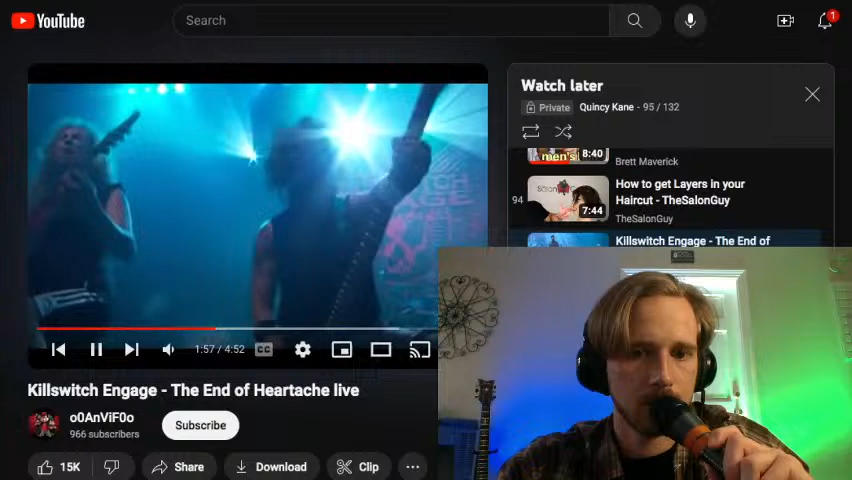 YouTube
Search
1
Watch later
Private Quincy Kane - 95 / 132
men's
8:40
Brett Maverick
94
7:44
How to get Layers in your
Haircut - TheSalonGuy
TheSalonGuy
Killswitch Engage - The End of
1:57 / 4:52
CC
Killswitch Engage - The End of Heartache live
o0AnViF0o
966 subscribers
Subscribe
15K
Share
Download
Clip